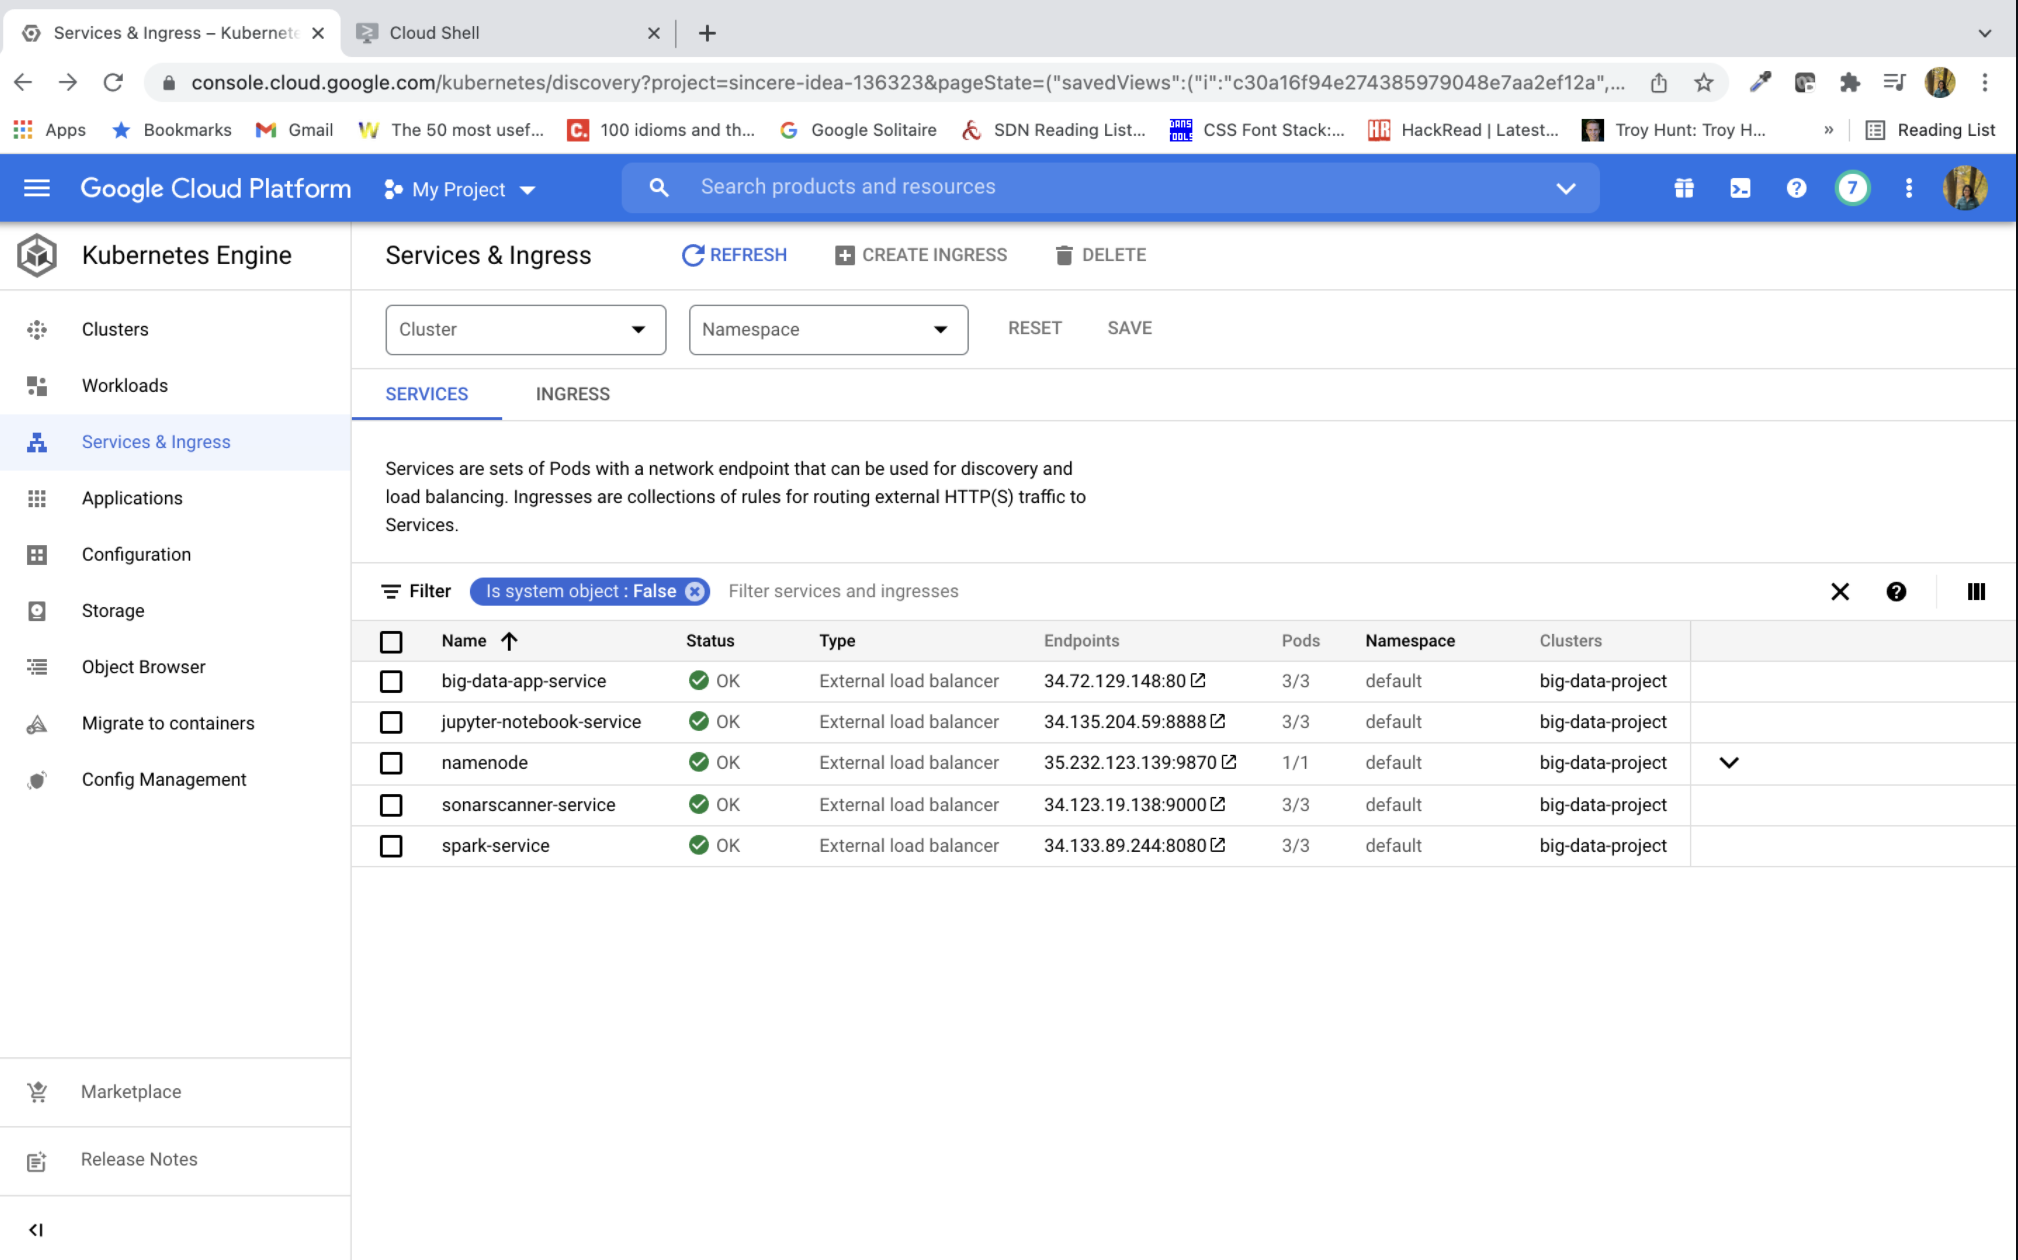 Services & Ingress – Kubernete
Cloud Shell
console.cloud.google.com/kubernetes/discovery?project=sincere-idea-136323&pageState=("savedViews":("i":"c30a16f94e274385979048e7aa2ef12a",...
Apps Bookmarks Gmail The 50 most usef... 100 idioms and th... Google Solitaire SDN Reading List... CSS Font Stack:... HackRead | Latest... Troy Hunt: Troy H... » Reading List
Google Cloud Platform My Project Search products and resources 7
Kubernetes Engine
Clusters
Workloads
Services & Ingress
Applications
Configuration
Storage
Object Browser
Migrate to containers
Config Management
Marketplace
Release Notes
Services & Ingress REFRESH CREATE INGRESS DELETE
Cluster Namespace RESET SAVE
SERVICES INGRESS
Services are sets of Pods with a network endpoint that can be used for discovery and
load balancing. Ingresses are collections of rules for routing external HTTP(S) traffic to
Services.
Filter Is system object : False Filter services and ingresses
Name Status Type Endpoints Pods Namespace Clusters
big-data-app-service OK External load balancer 34.72.129.148:80 3/3 default big-data-project
jupyter-notebook-service OK External load balancer 34.135.204.59:8888 3/3 default big-data-project
namenode OK External load balancer 35.232.123.139:9870 1/1 default big-data-project
sonarscanner-service OK External load balancer 34.123.19.138:9000 3/3 default big-data-project
spark-service OK External load balancer 34.133.89.244:8080 3/3 default big-data-project